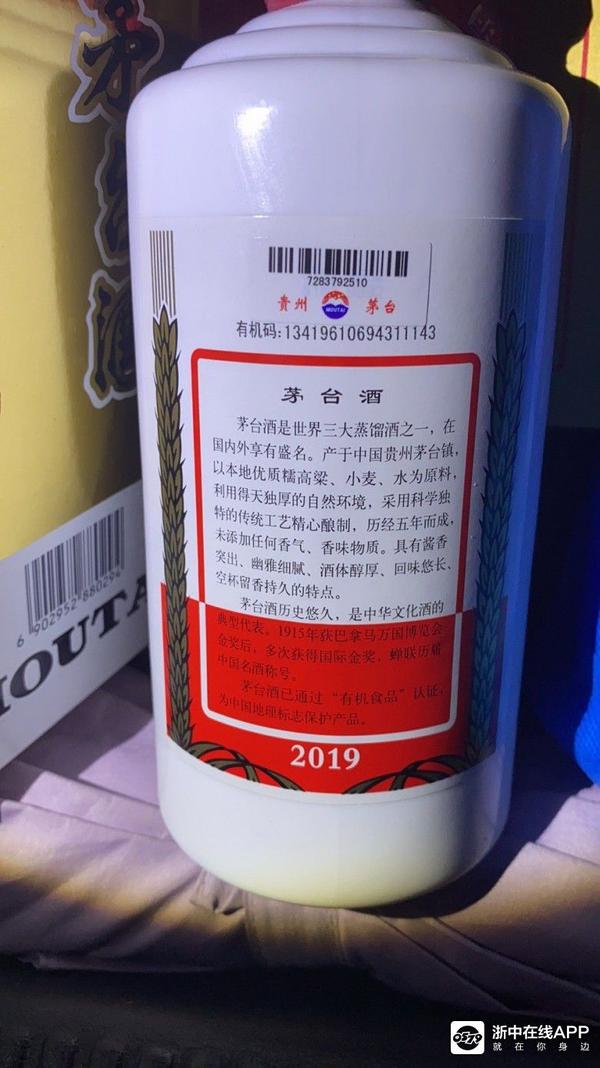 茅台酒
7283792510
貴州 MOUTAI 茅台
有机码:13419610694311143
茅台酒
茅台酒是世界三大蒸馏酒之一，在
国内外享有盛名。产于中国贵州茅台镇，
以本地优质糯高粱、小麦、水为原料，
利用得天独厚的自然环境，采用科学独
特的传统工艺精心酿制，历经五年而成，
未添加任何香气、香味物质。具有酱香
突出、幽雅细腻、酒体醇厚、回味悠长、
空杯留香持久的特点。
茅台酒历史悠久，是中华文化酒的
典型代表。1915年获巴拿马万国博览会
金奖后，多次获得国际金奖，蝉联历届
中国名酒称号。
茅台酒已通过“有机食品”认证，
为中国地理标志保护产品。
2019
6 902952 880294
MOUTA
浙中在线APP
就在你身边